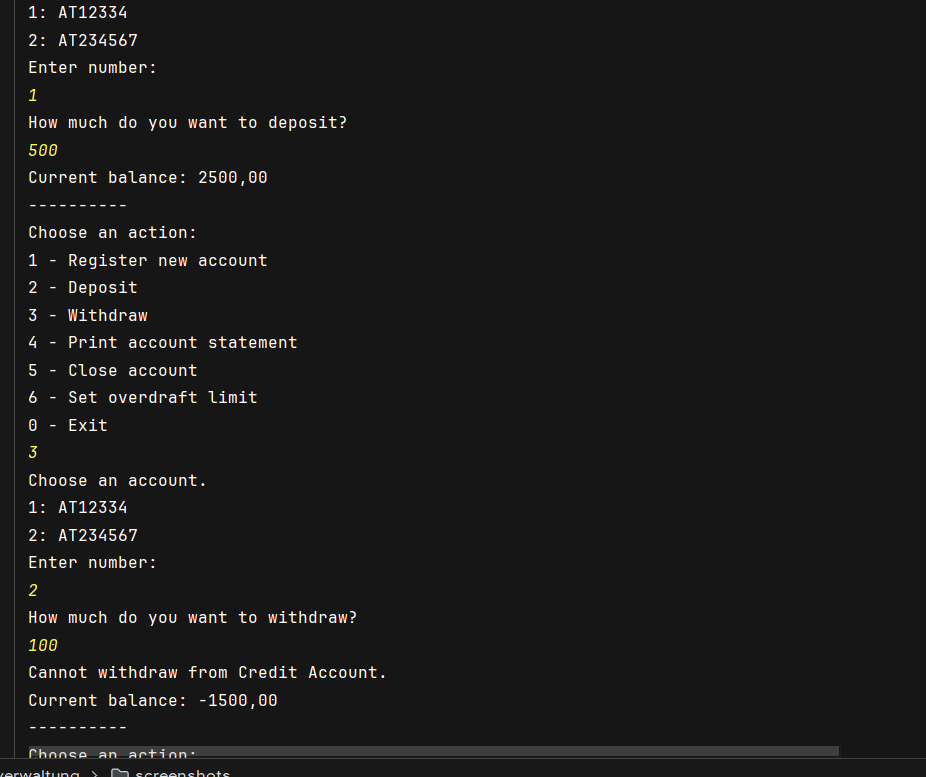 1: AT12334
2: AT234567
Enter number:
1
How much do you want to deposit?
500
Current balance: 2500,00
----------
Choose an action:
1 - Register new account
2 - Deposit
3 - Withdraw
4 - Print account statement
5 - Close account
6 - Set overdraft limit
0 - Exit
3
Choose an account.
1: AT12334
2: AT234567
Enter number:
2
How much do you want to withdraw?
100
Cannot withdraw from Credit Account.
Current balance: -1500,00
----------
Choose an action:
verwaltung > screenshots